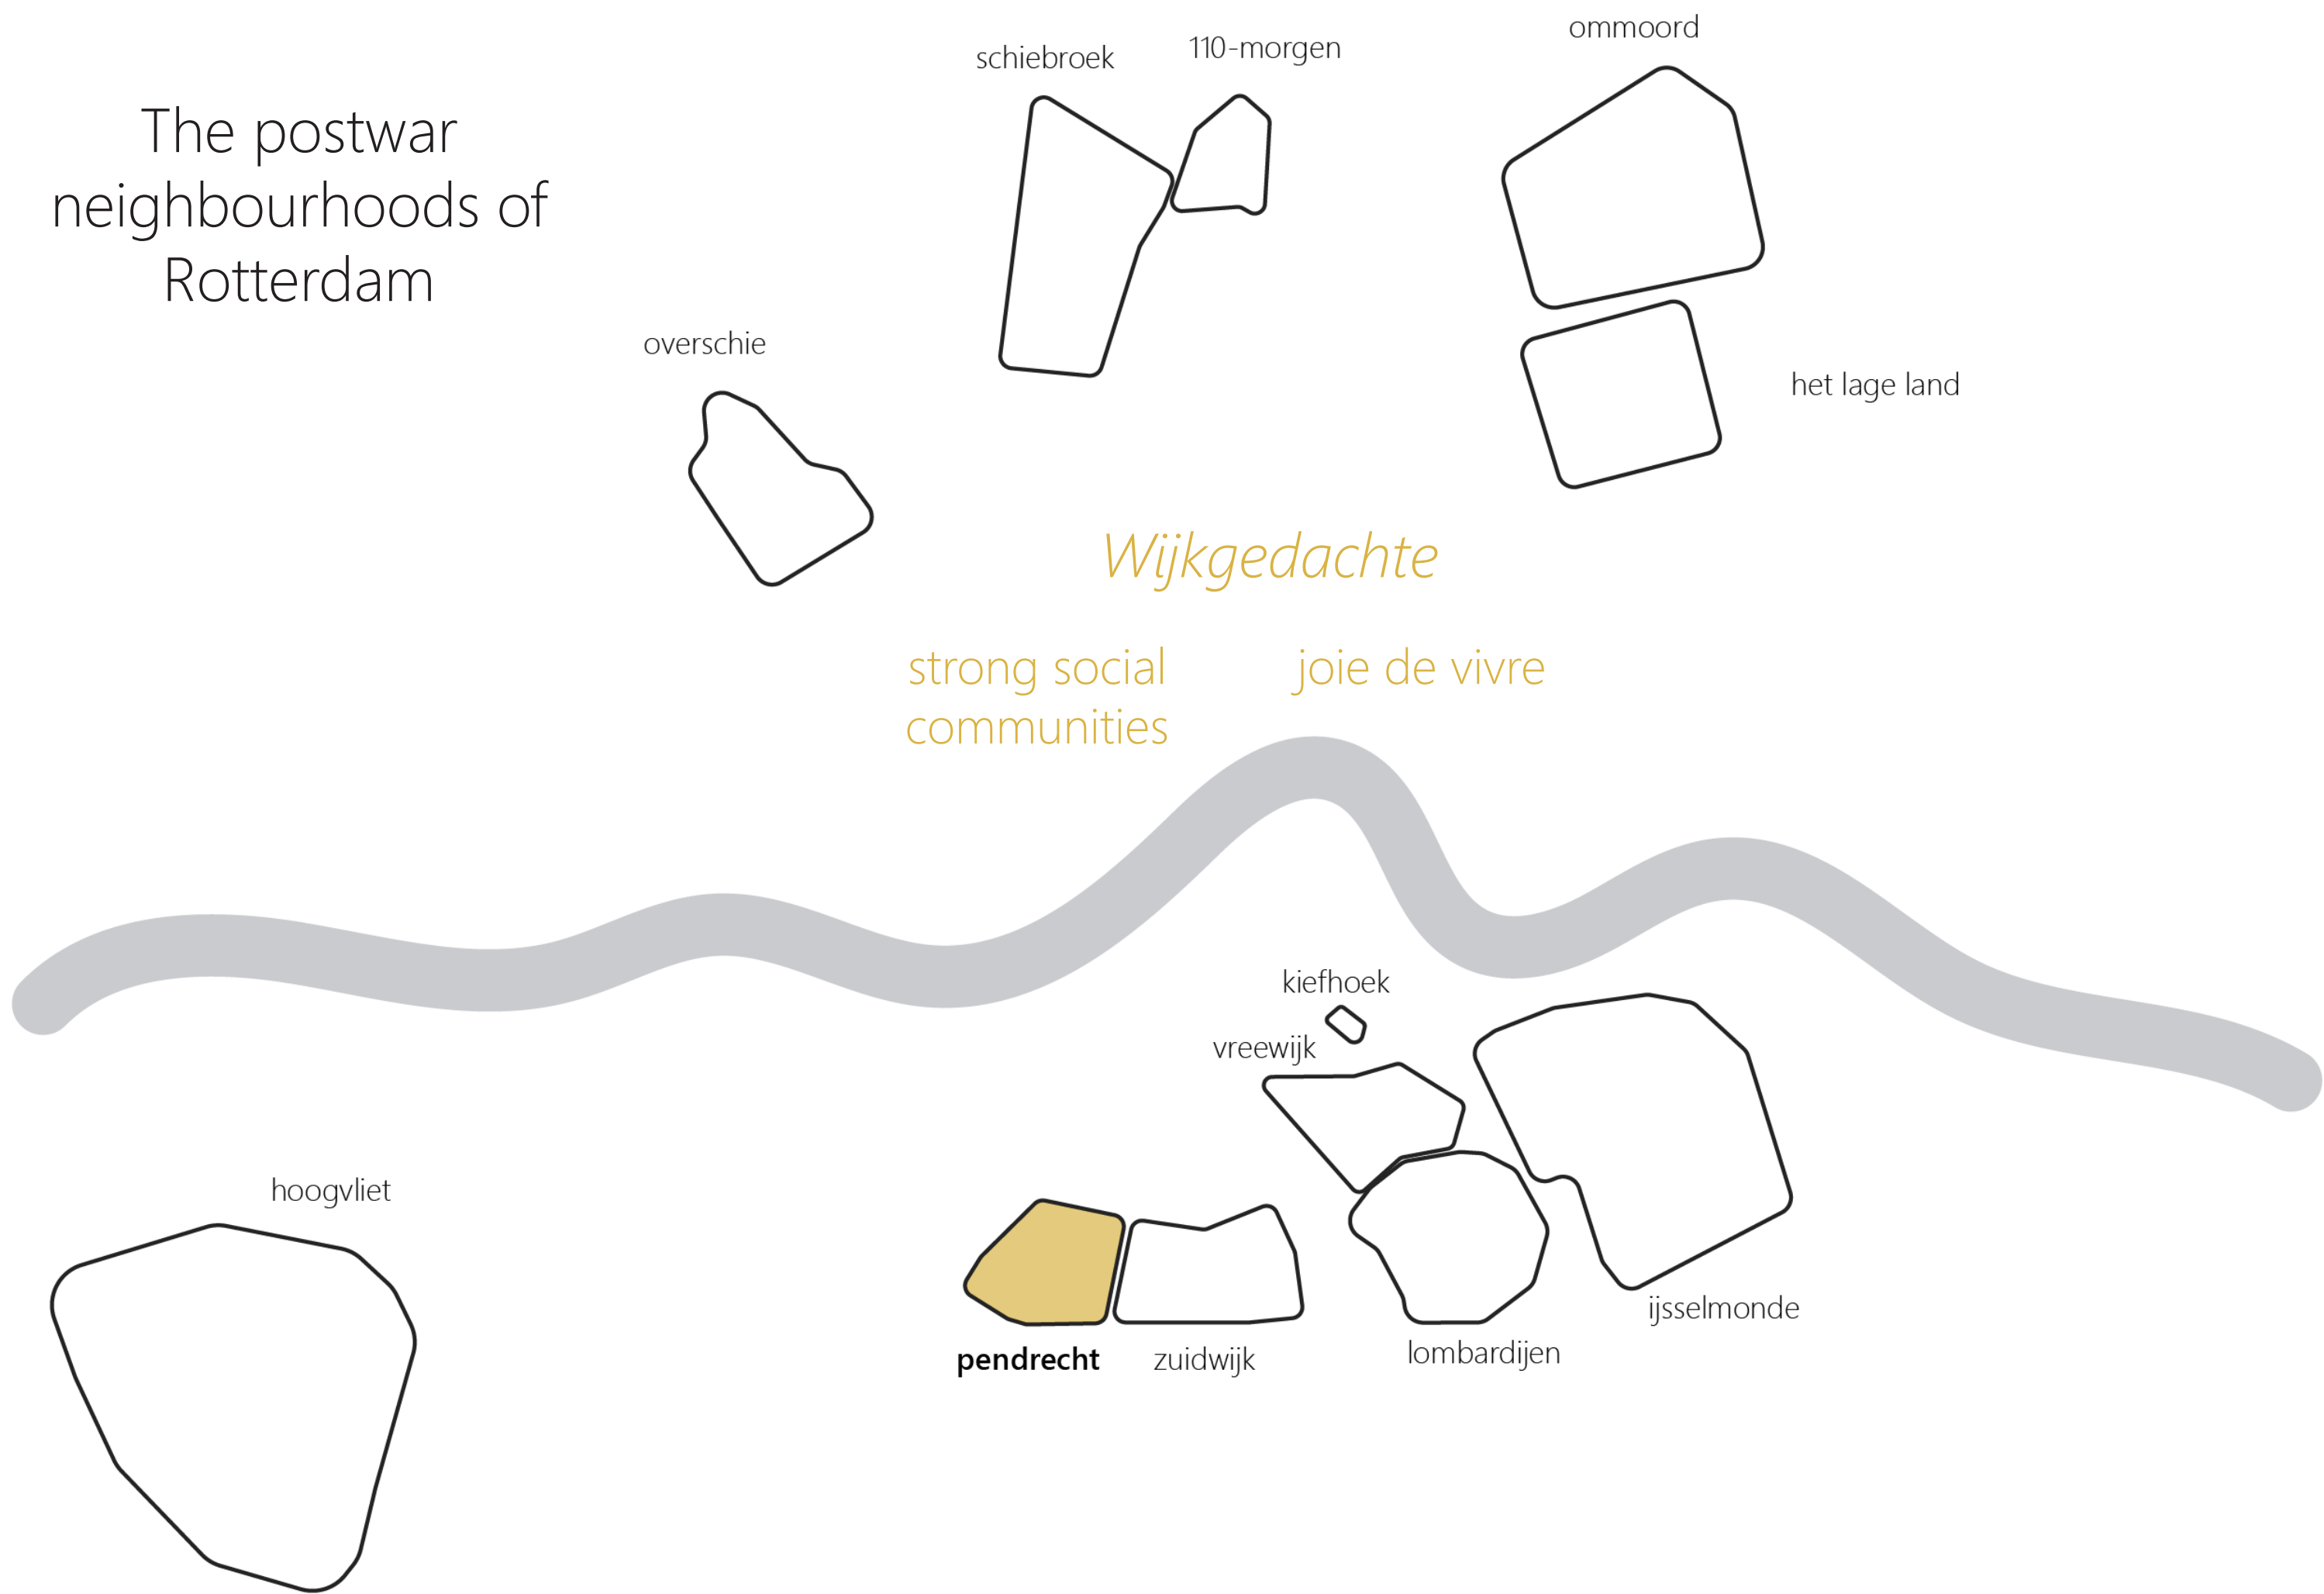 The postwar
neighbourhoods of
Rotterdam
schiebroek
110-morgen
ommoord
overschie
het lage land
Wijkgedachte
strong social
communities
joie de vivre
kiefhoek
vreewijk
hoogvliet
ijsselmonde
pendrecht
zuidwijk
lombardijen